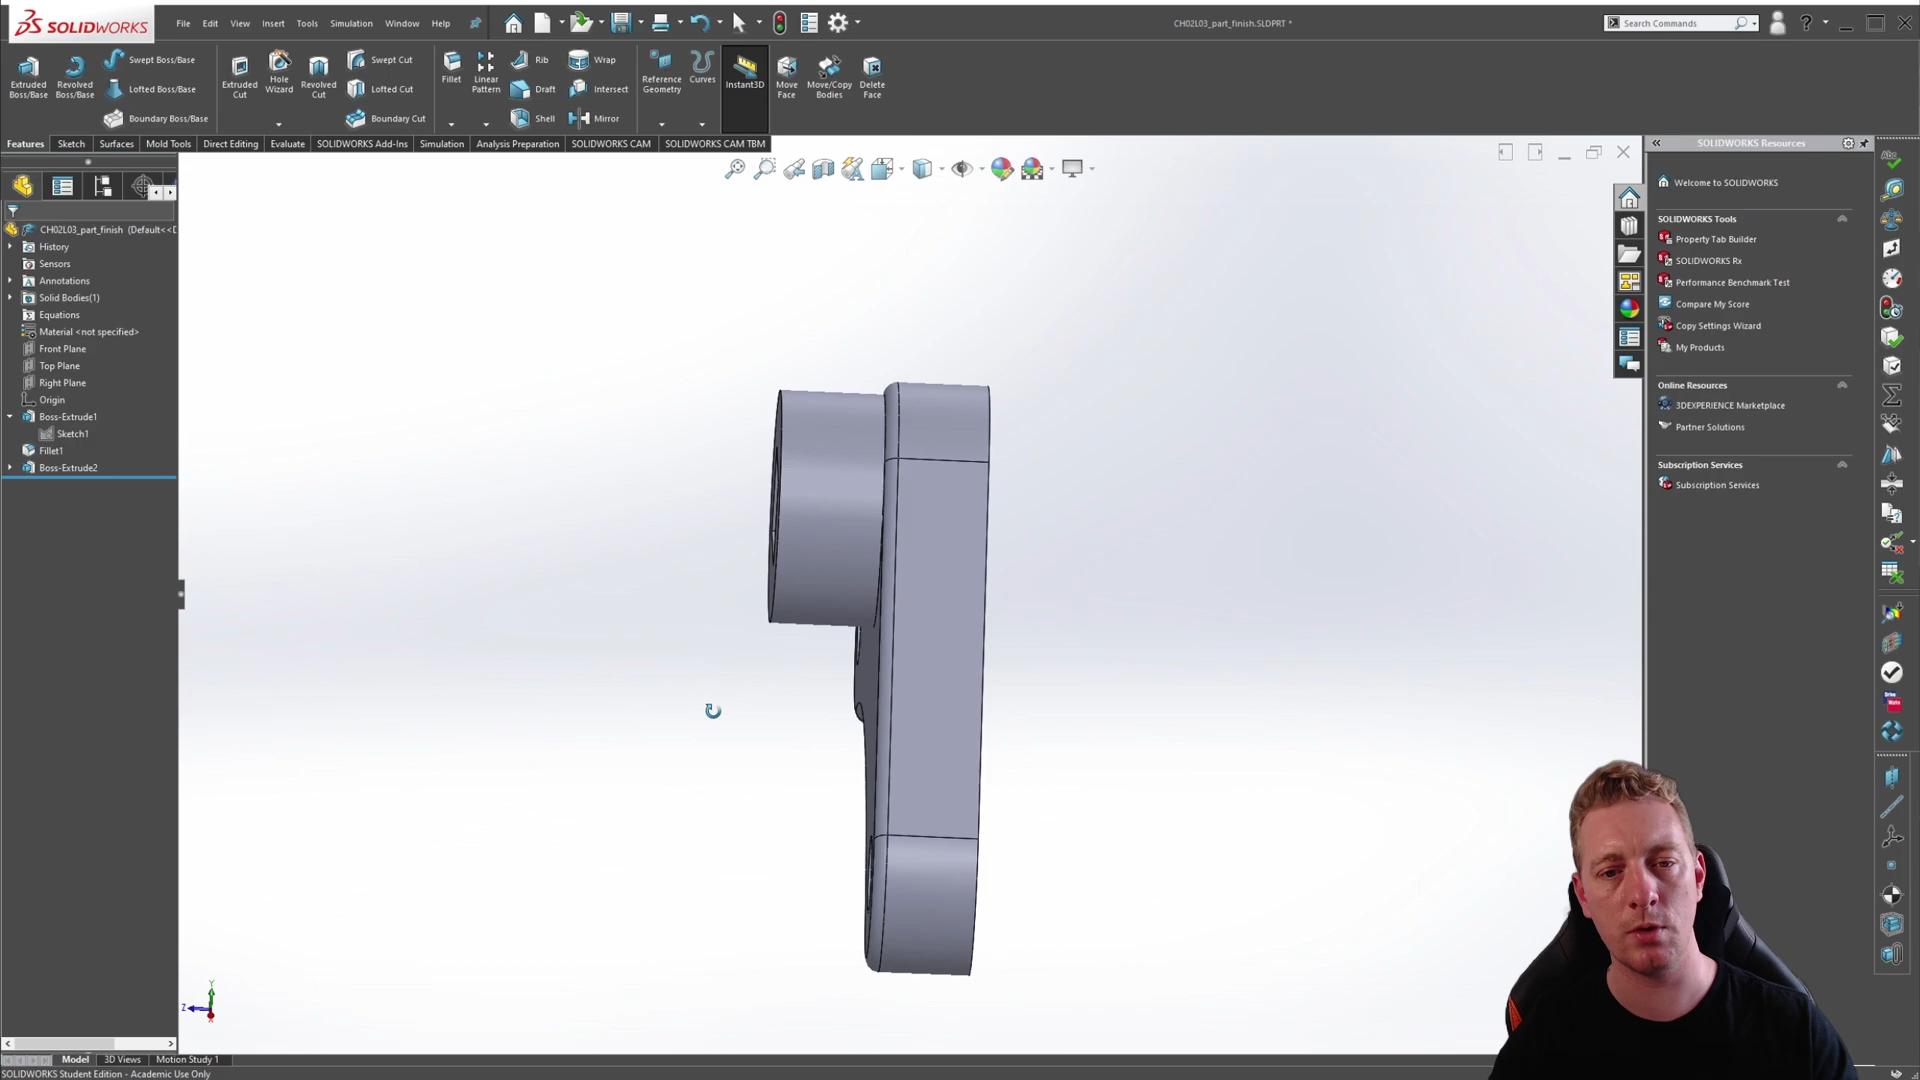 SOLIDWORKS
File Edit View Insert Tools Simulation Window Help
CH02L03_part_finish.SLDPRT *
Search Commands
Extruded Boss/Base
Revolved Boss/Base
Swept Boss/Base
Lofted Boss/Base
Boundary Boss/Base
Extruded Cut
Hole Wizard
Revolved Cut
Swept Cut
Lofted Cut
Boundary Cut
Fillet
Linear Pattern
Rib
Draft
Shell
Wrap
Intersect
Mirror
Reference Geometry
Curves
Instant3D
Move Face
Move/Copy Bodies
Delete Face
Features Sketch Surfaces Mold Tools Direct Editing Evaluate SOLIDWORKS Add-Ins Simulation Analysis Preparation SOLIDWORKS CAM SOLIDWORKS CAM TBM
CH02L03_part_finish (Default<<D
History
Sensors
Annotations
Solid Bodies(1)
Equations
Material <not specified>
Front Plane
Top Plane
Right Plane
Origin
Boss-Extrude1
Sketch1
Fillet1
Boss-Extrude2
SOLIDWORKS Resources
Welcome to SOLIDWORKS
SOLIDWORKS Tools
Property Tab Builder
SOLIDWORKS Rx
Performance Benchmark Test
Compare My Score
Copy Settings Wizard
My Products
Online Resources
3DEXPERIENCE Marketplace
Partner Solutions
Subscription Services
Subscription Services
Y
Z
X
Model 3D Views Motion Study 1
SOLIDWORKS Student Edition - Academic Use Only